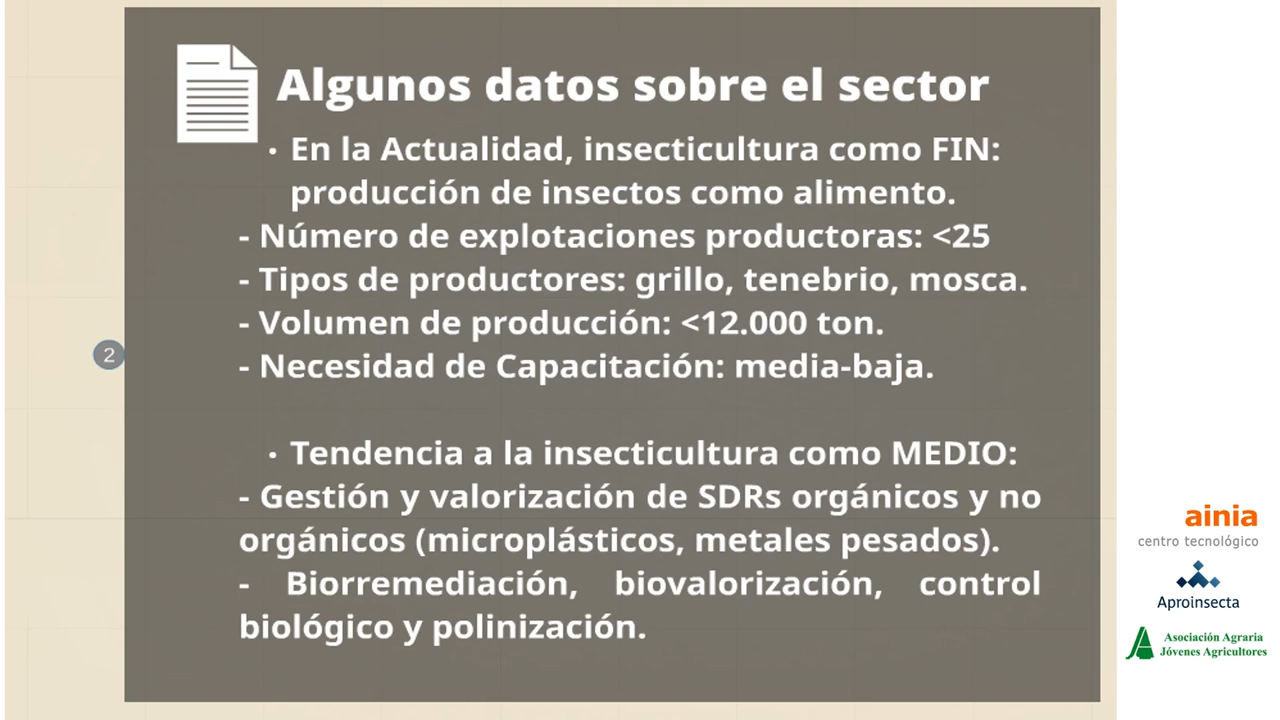 Algunos datos sobre el sector
• En la Actualidad, insecticultura como FIN:
producción de insectos como alimento.
- Número de explotaciones productoras: <25
- Tipos de productores: grillo, tenebrio, mosca.
- Volumen de producción: <12.000 ton.
- Necesidad de Capacitación: media-baja.
2
• Tendencia a la insecticultura como MEDIO:
- Gestión y valorización de SDRs orgánicos y no
orgánicos (microplásticos, metales pesados).
- Biorremediación, biovalorización, control
biológico y polinización.
ainia
centro tecnológico
Aproinsecta
Asociación Agraria
Jóvenes Agricultores